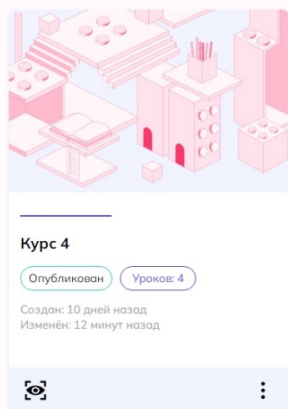 Курс 4
Опубликован Уроков: 4
Создан: 10 дней назад
Изменён: 12 минут назад